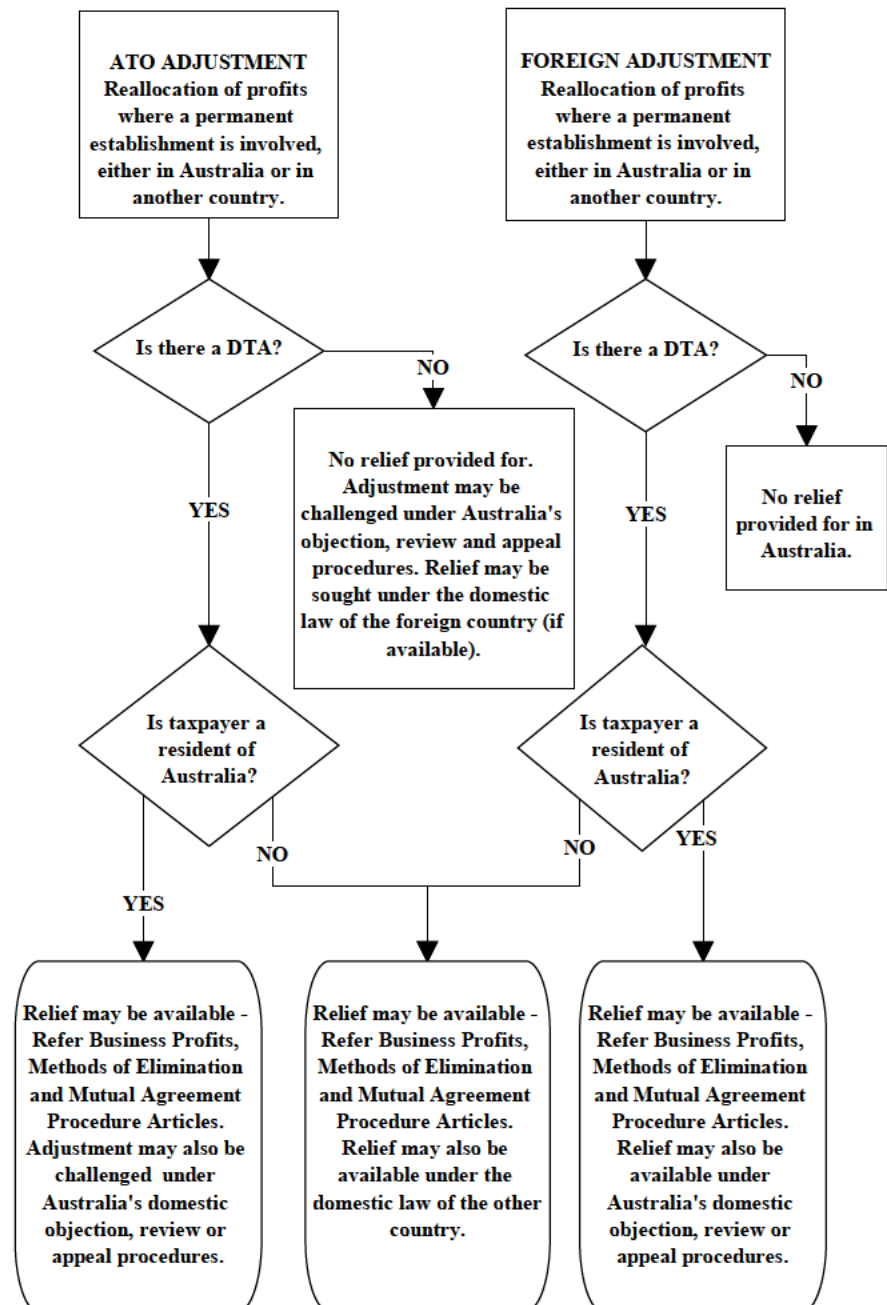 ATO ADJUSTMENT
Reallocation of profits
where a permanent
establishment is involved,
either in Australia or in
another country.
FOREIGN ADJUSTMENT
Reallocation of profits
where a permanent
establishment is involved,
either in Australia or in
another country.
Is there a DTA?
NO
Is there a DTA?
NO
YES
No relief provided for.
Adjustment may be
challenged under Australia's
objection, review and appeal
procedures. Relief may be
sought under the domestic
law of the foreign country (if
available).
YES
No relief
provided for in
Australia.
Is taxpayer a
resident of
Australia?
Is taxpayer a
resident of
Australia?
YES
NO
NO
YES
Relief may be available -
Refer Business Profits,
Methods of Elimination
and Mutual Agreement
Procedure Articles.
Adjustment may also be
challenged under
Australia's domestic
objection, review or
appeal procedures.
Relief may be available -
Refer Business Profits,
Methods of Elimination
and Mutual Agreement
Procedure Articles.
Relief may also be
available under the
domestic law of the other
country.
Relief may be available -
Refer Business Profits,
Methods of Elimination
and Mutual Agreement
Procedure Articles.
Relief may also be
available under
Australia's domestic
objection, review or
appeal procedures.